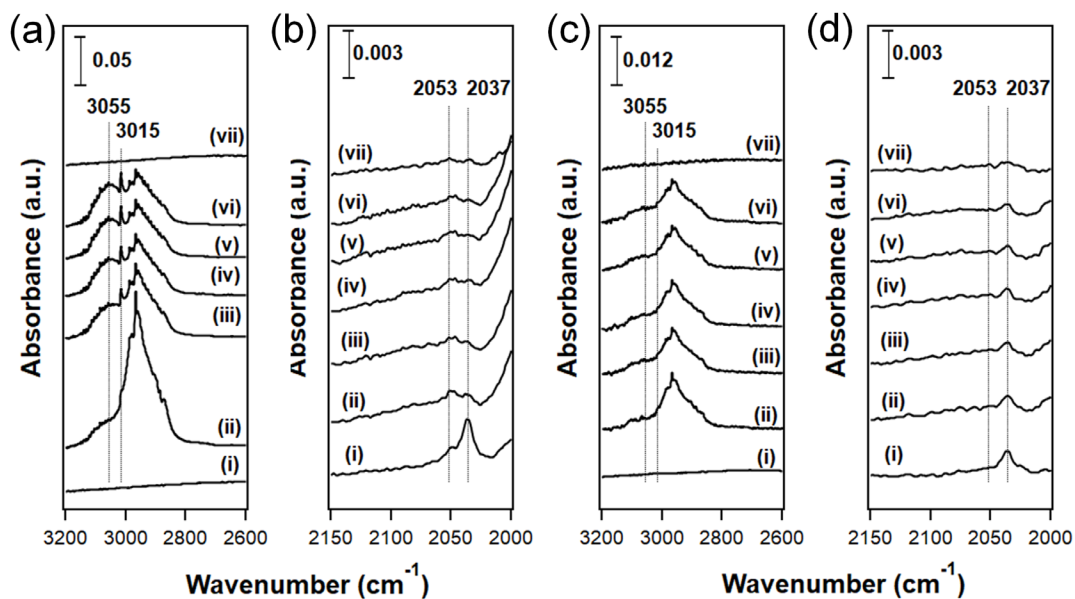 (a)
0.05
3055
3015
(vii)
(vi)
(v)
(iv)
(iii)
(ii)
(i)
3200 3000 2800 2600
Absorbance (a.u.)
(b)
0.003
2053 2037
(vii)
(vi)
(v)
(iv)
(iii)
(ii)
(i)
2150 2100 2050 2000
Absorbance (a.u.)
Wavenumber (cm⁻¹)
(c)
0.012
3055
3015
(vii)
(vi)
(v)
(iv)
(iii)
(ii)
(i)
3200 3000 2800 2600
Absorbance (a.u.)
(d)
0.003
2053 2037
(vii)
(vi)
(v)
(iv)
(iii)
(ii)
(i)
2150 2100 2050 2000
Absorbance (a.u.)
Wavenumber (cm⁻¹)